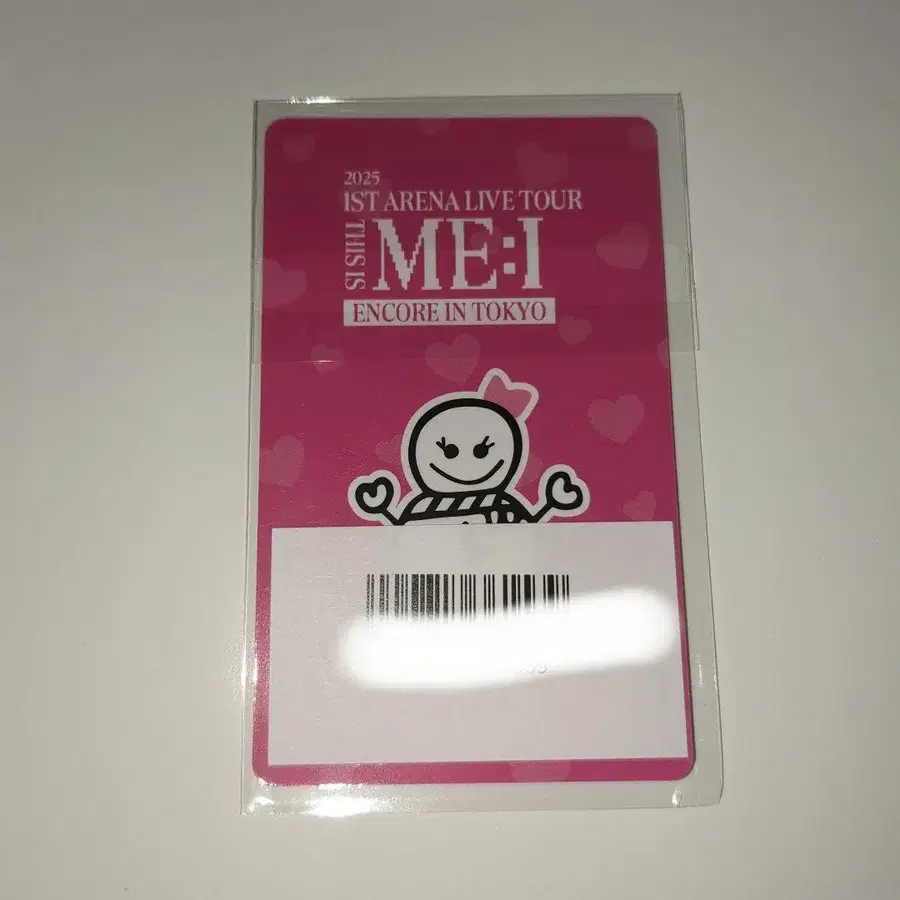 2025
1ST ARENA LIVE TOUR
THIS IS
ME:I
ENCORE IN TOKYO